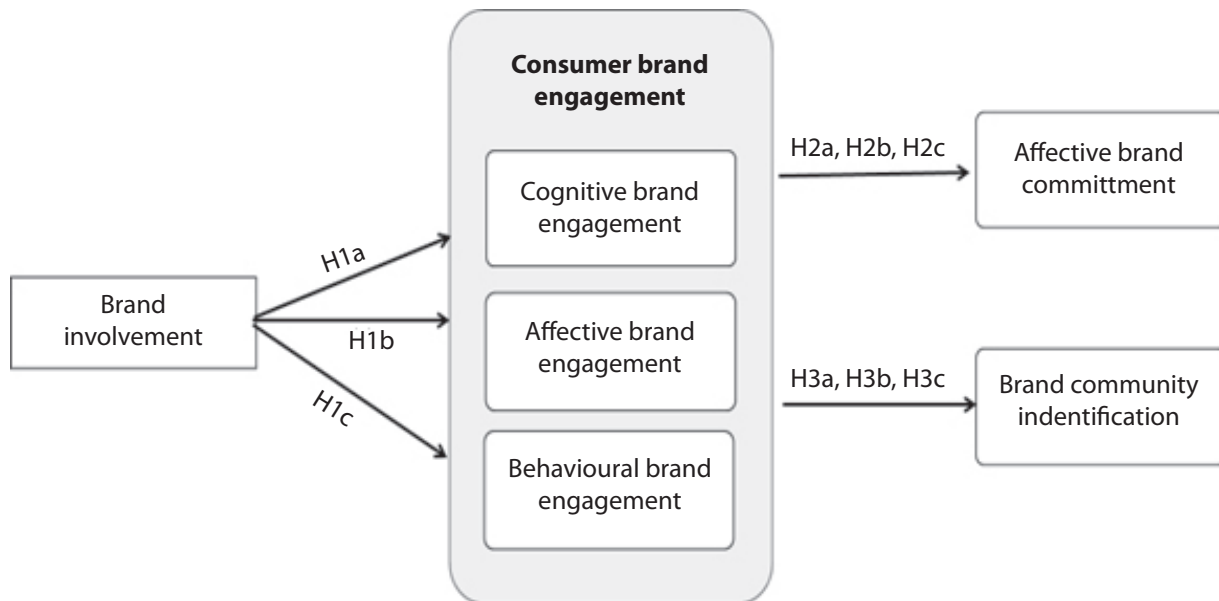 Consumer brand
engagement
Cognitive brand
engagement
Affective brand
engagement
Behavioural brand
engagement
Brand
involvement
H1a
H1b
H1c
H2a, H2b, H2c
H3a, H3b, H3c
Affective brand
committment
Brand community
indentification